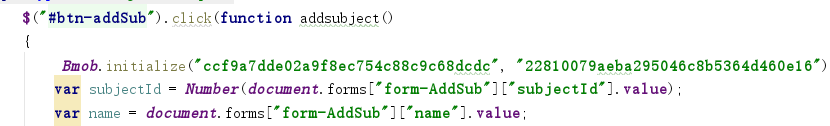 $("#btn-addSub").click(function addsubject()
{
Bmob.initialize("ccf9a7dde02a9f8ec754c88c9c68dcdc", "22810079aeba295046c8b5364d460e16")
var subjectId = Number(document.forms["form-AddSub"]["subjectId"].value);
var name = document.forms["form-AddSub"]["name"].value;